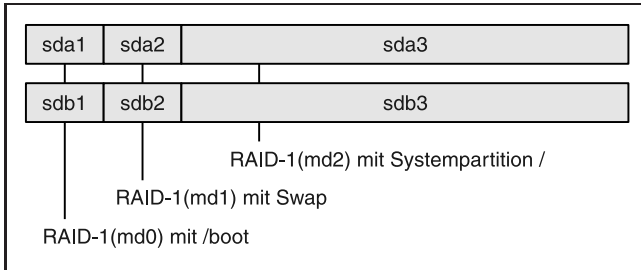 sda1 sda2 sda3
sdb1 sdb2 sdb3
RAID-1(md2) mit Systempartition /
RAID-1(md1) mit Swap
RAID-1(md0) mit /boot